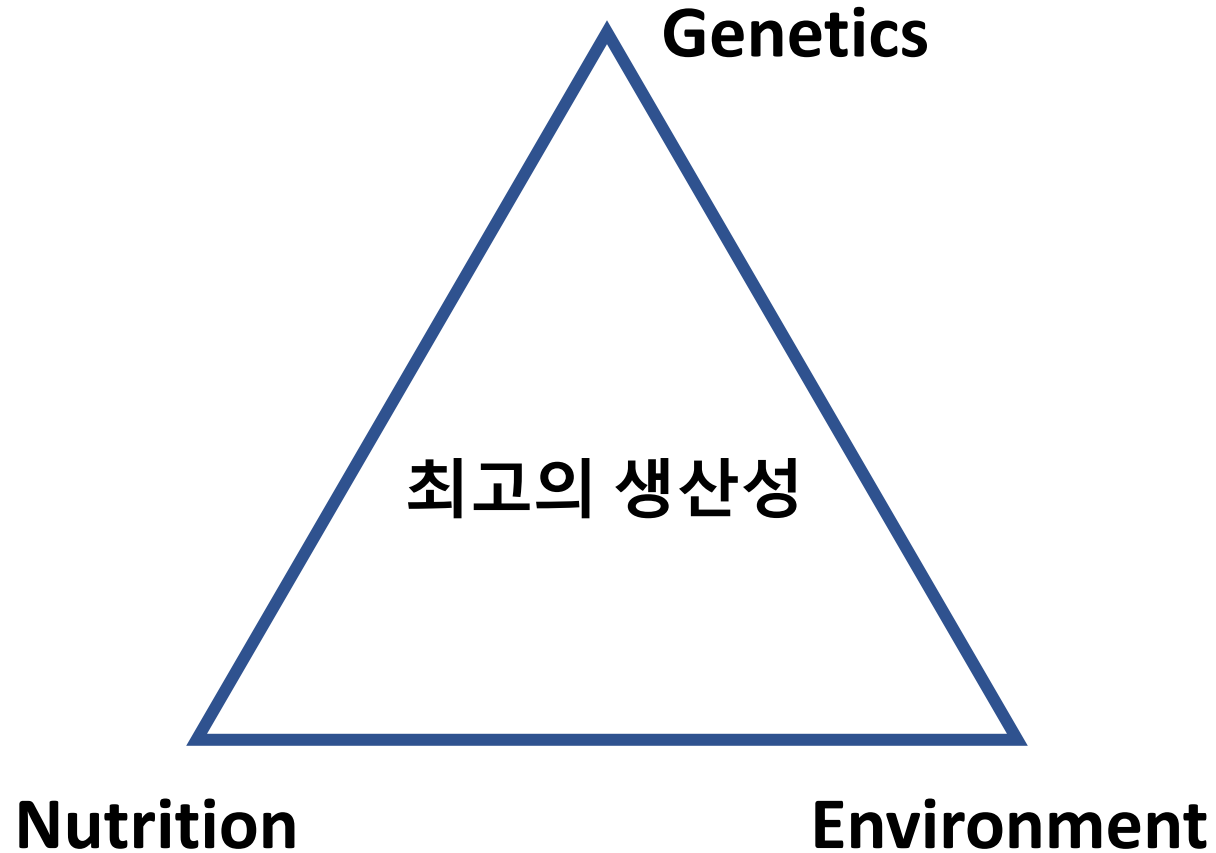 Genetics
최고의 생산성
Nutrition
Environment